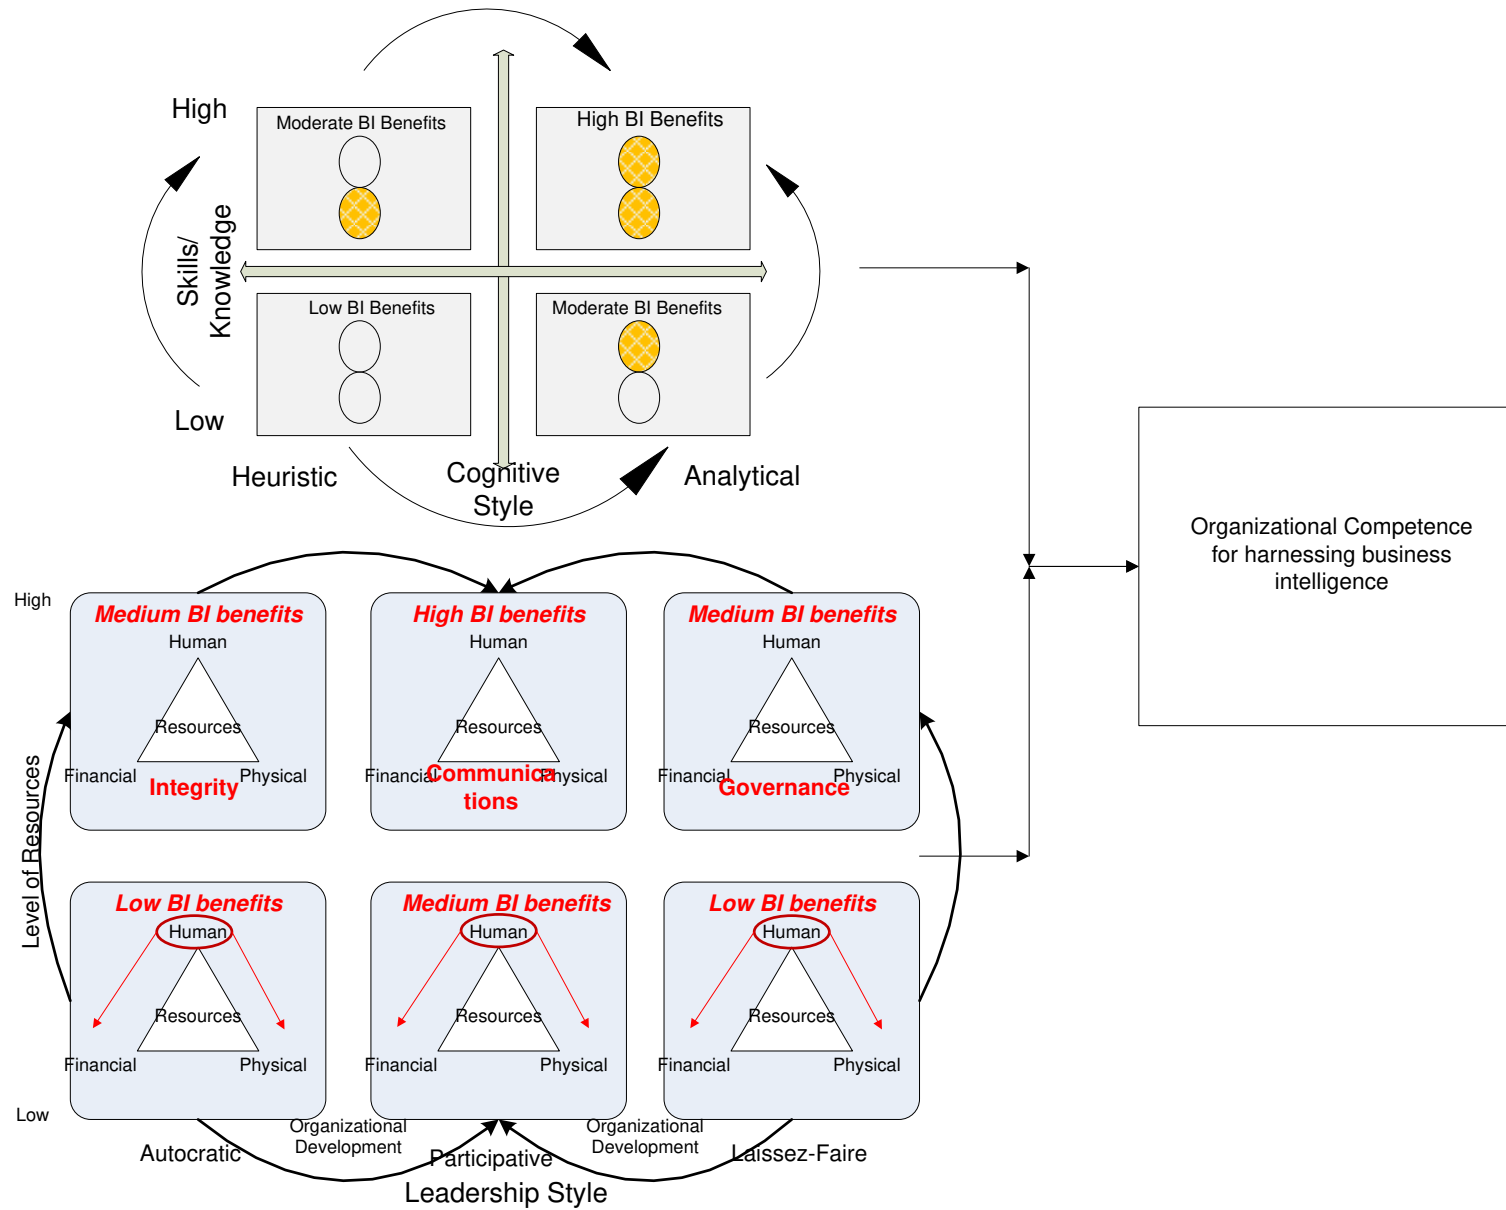 High
Moderate BI Benefits
High BI Benefits
Skills/
Knowledge
Low BI Benefits
Moderate BI Benefits
Low
Heuristic
Cognitive
Style
Analytical
Organizational Competence
for harnessing business
intelligence
High
Medium BI benefits
Human
Resources
Financial
Physical
Integrity
High BI benefits
Human
Resources
Financial
Physical
Communica
tions
Medium BI benefits
Human
Resources
Financial
Physical
Governance
Level of Resources
Low BI benefits
Human
Resources
Financial
Physical
Medium BI benefits
Human
Resources
Financial
Physical
Low BI benefits
Human
Resources
Financial
Physical
Low
Autocratic
Organizational
Development
Participative
Organizational
Development
Laissez-Faire
Leadership Style